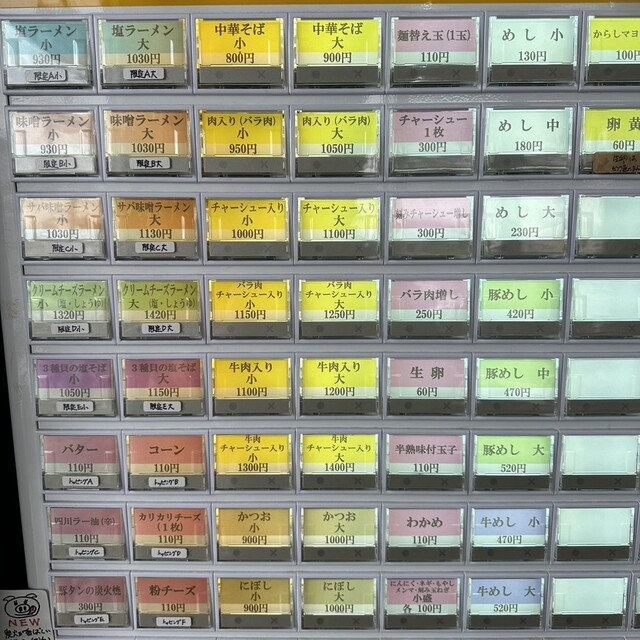 塩ラーメン
小
930円
限定A小
塩ラーメン
大
1030円
限定A大
中華そば
小
800円
中華そば
大
900円
麺替え玉(1玉)
110円
めし 小
130円
からしマヨ
100円
味噌ラーメン
小
930円
限定B小
味噌ラーメン
大
1030円
限定B大
肉入り(バラ肉)
小
950円
肉入り(バラ肉)
大
1050円
チャーシュー
1枚
300円
めし 中
180円
卵黄
60円
サバ味噌ラーメン
小
1030円
限定C小
サバ味噌ラーメン
大
1130円
限定C大
チャーシュー入り
小
1000円
チャーシュー入り
大
1100円
刻みチャーシュー増し
300円
めし 大
230円
クリームチーズラーメン
小 (塩・しょうゆ)
1320円
限定D小
クリームチーズラーメン
大 (塩・しょうゆ)
1420円
限定D大
バラ肉
チャーシュー入り
小
1150円
バラ肉
チャーシュー入り
大
1250円
バラ肉増し
250円
豚めし 小
420円
3種貝の塩そば
小
1050円
限定E小
3種貝の塩そば
大
1150円
限定E大
牛肉入り
小
1100円
牛肉入り
大
1200円
生卵
60円
豚めし 中
470円
バター
110円
トッピングA
コーン
110円
トッピングB
牛肉
チャーシュー入り
小
1300円
牛肉
チャーシュー入り
大
1400円
半熟味付玉子
110円
豚めし 大
520円
四川ラー油(辛)
110円
トッピングC
カリカリチーズ
(1枚)
110円
トッピングD
かつお
小
900円
かつお
大
1000円
わかめ
110円
牛めし 小
470円
豚タンの炭火焼
300円
トッピングE
粉チーズ
110円
トッピングF
にぼし
小
900円
にぼし
大
1000円
にんにく・ネギ・もやし
メンマ・刻み玉ねぎ
小盛
各100円
牛めし 大
520円
NEW